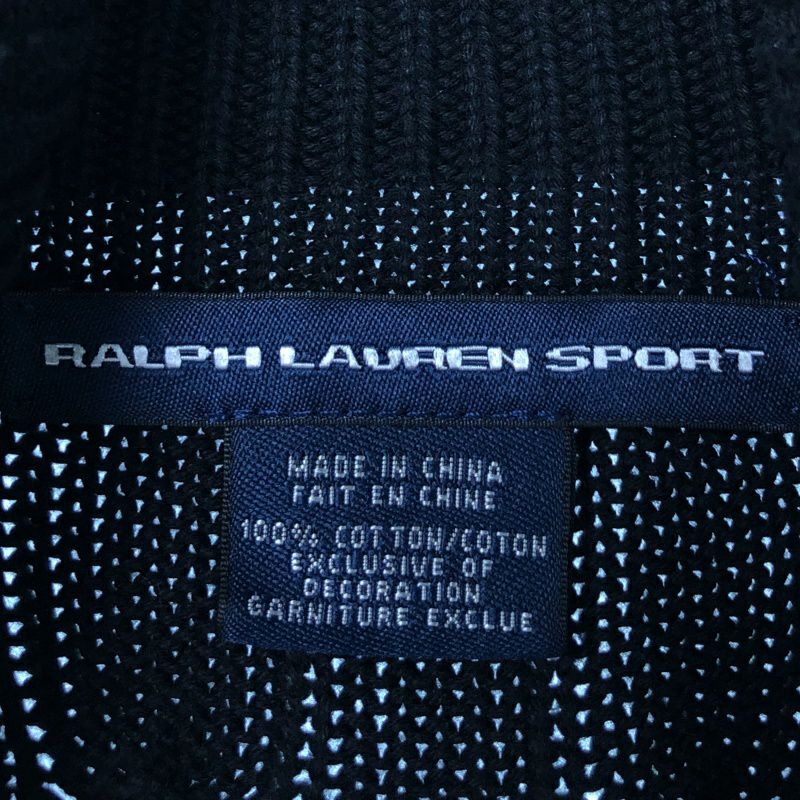 RALPH LAUREN SPORT
MADE IN CHINA
FAIT EN CHINE
100% COTTON/COTON
EXCLUSIVE OF
DECORATION
GARNITURE EXCLUE